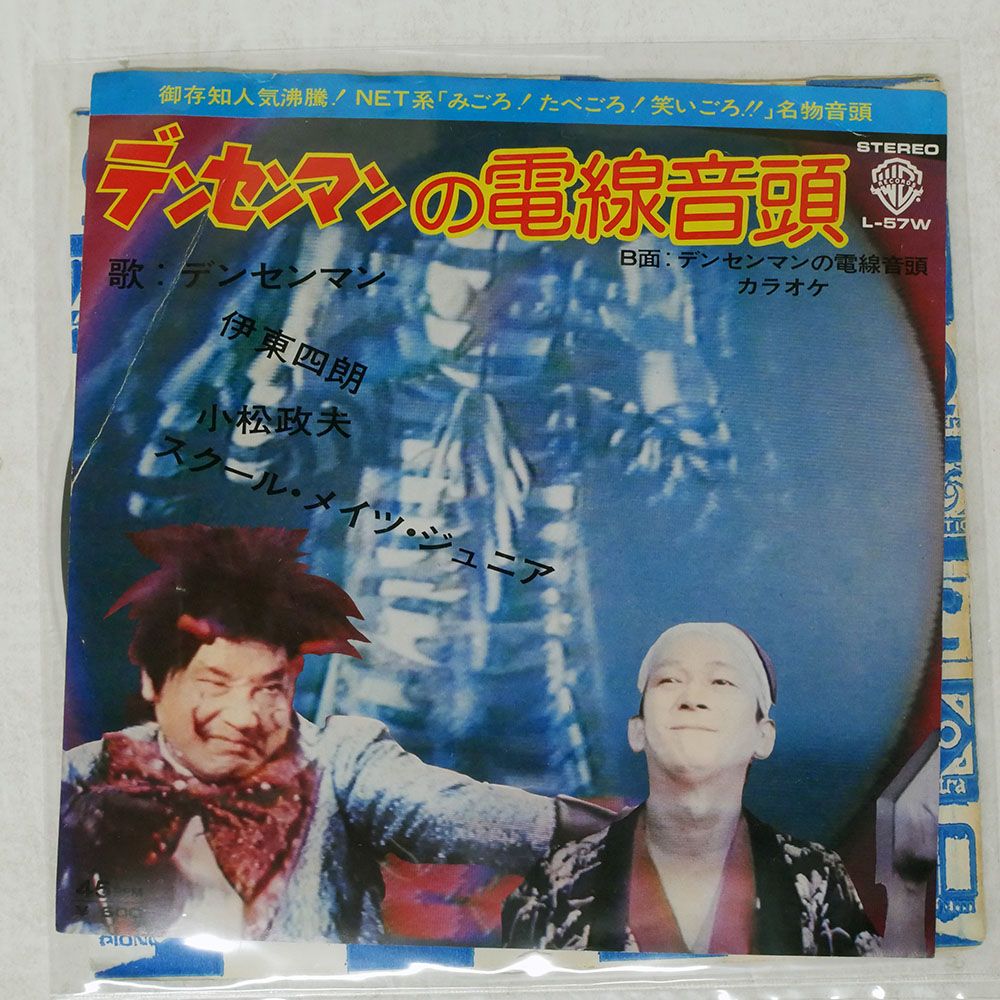 御存知人気沸騰! NET系「みごろ!たべごろ!笑いごろ!!」名物音頭
デンセンマンの電線音頭
STEREO
RECORDS
L-57W
B面:デンセンマンの電線音頭
カラオケ
歌:デンセンマン
伊東四朗
小松政夫
スクール・メイツ・ジュニア
45RPM
¥600